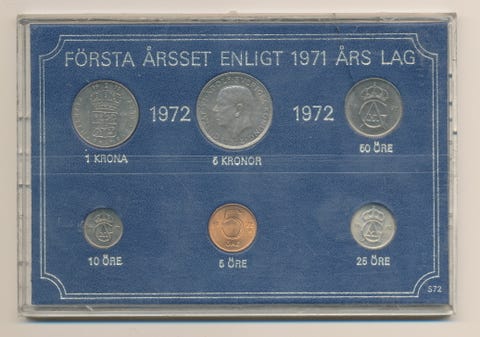 FÖRSTA ÅRSSET ENLIGT 1971 ÅRS LAG
1972 1972
1 KRONA 5 KRONOR 50 ÖRE
5
10 ÖRE 5 ÖRE 25 ÖRE
S72